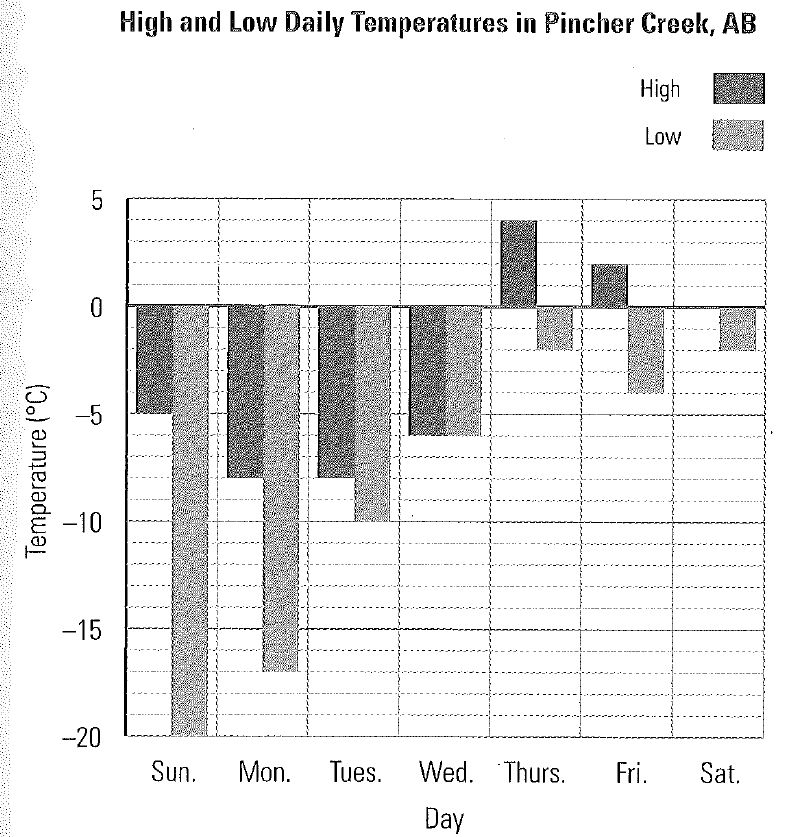 High and Low Daily Temperatures in Pincher Creek, AB
High
Low
5
0
–5
–10
–15
–20
Temperature (°C)
Sun. Mon. Tues. Wed. Thurs. Fri. Sat.
Day